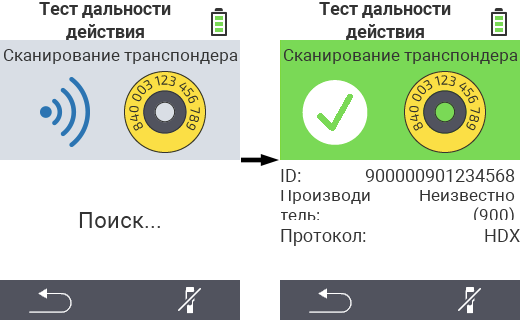 Тест дальности
действия
Сканирование транспондера
840 003 123 456 789
Поиск...
Тест дальности
действия
Сканирование транспондера
840 003 123 456 789
ID: 900000901234568
Производи Неизвестно
тель: (900)
Протокол: HDX